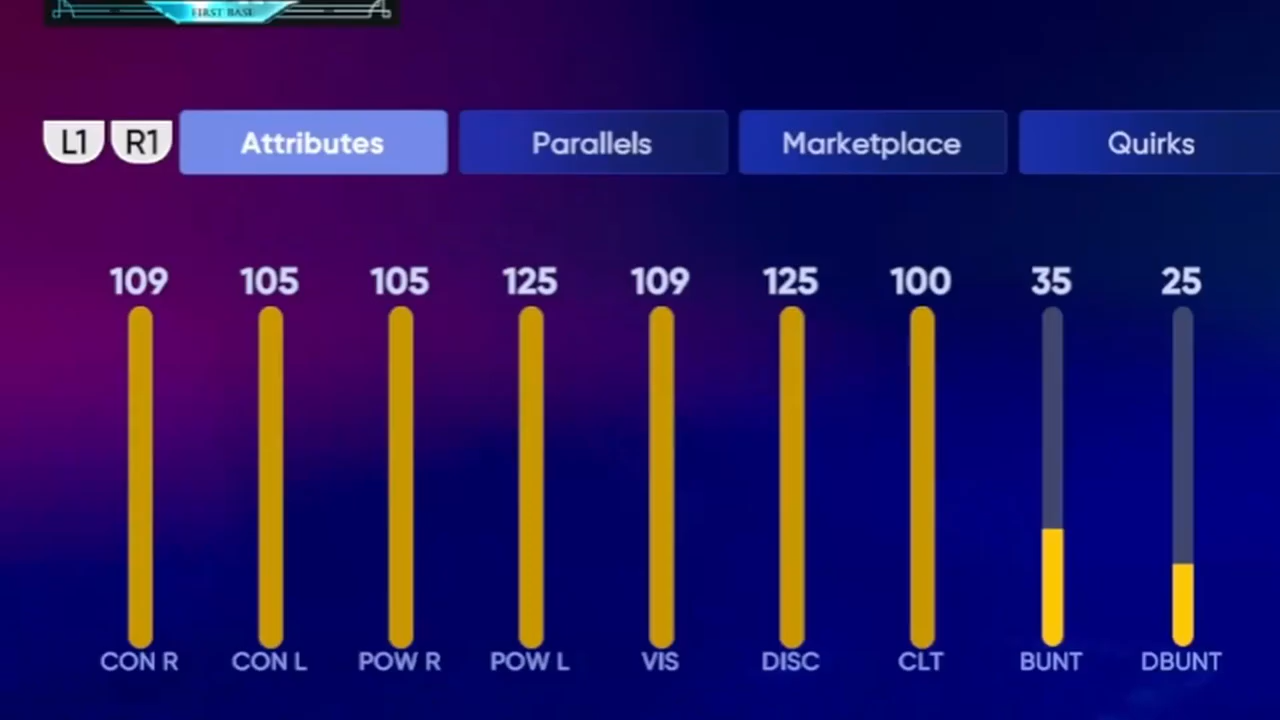 FIRST BASE
L1 R1 Attributes Parallels Marketplace Quirks
109 105 105 125 109 125 100 35 25
CON R CON L POW R POW L VIS DISC CLT BUNT DBUNT